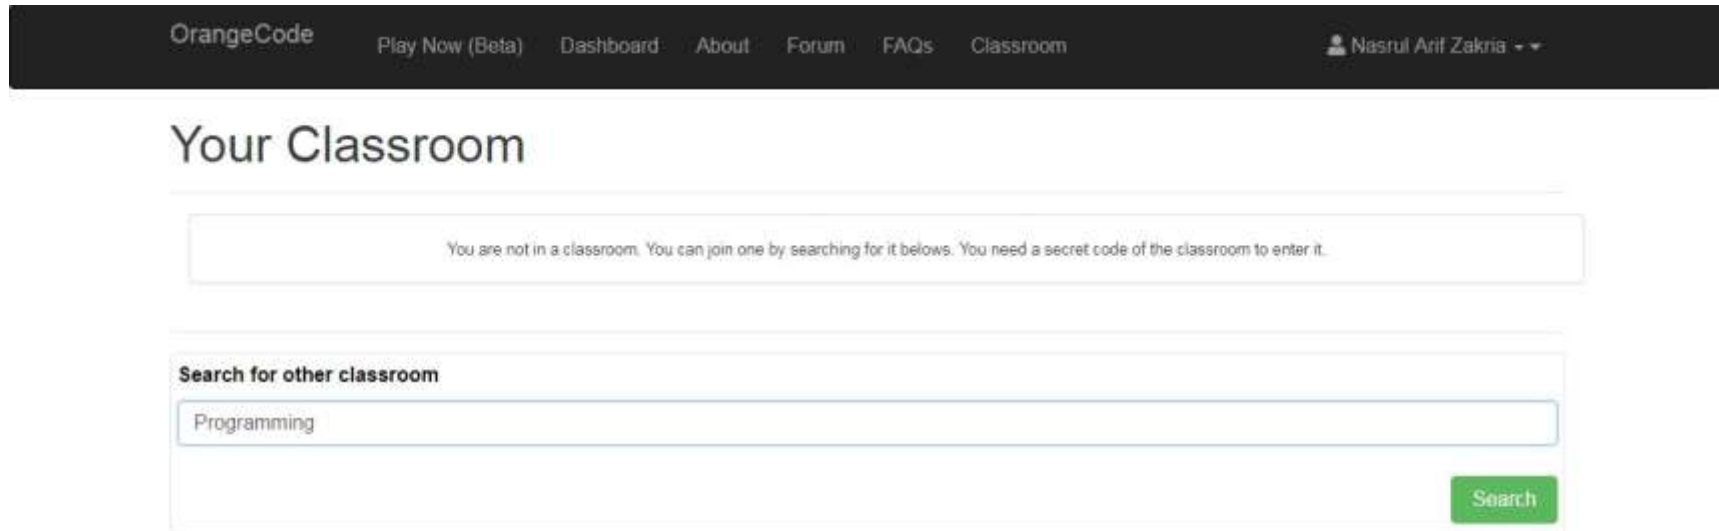 OrangeCode Play Now (Beta) Dashboard About Forum FAQs Classroom Nasrul Arif Zakria
Your Classroom
You are not in a classroom. You can join one by searching for it belows. You need a secret code of the classroom to enter it.
Search for other classroom
Programming
Search